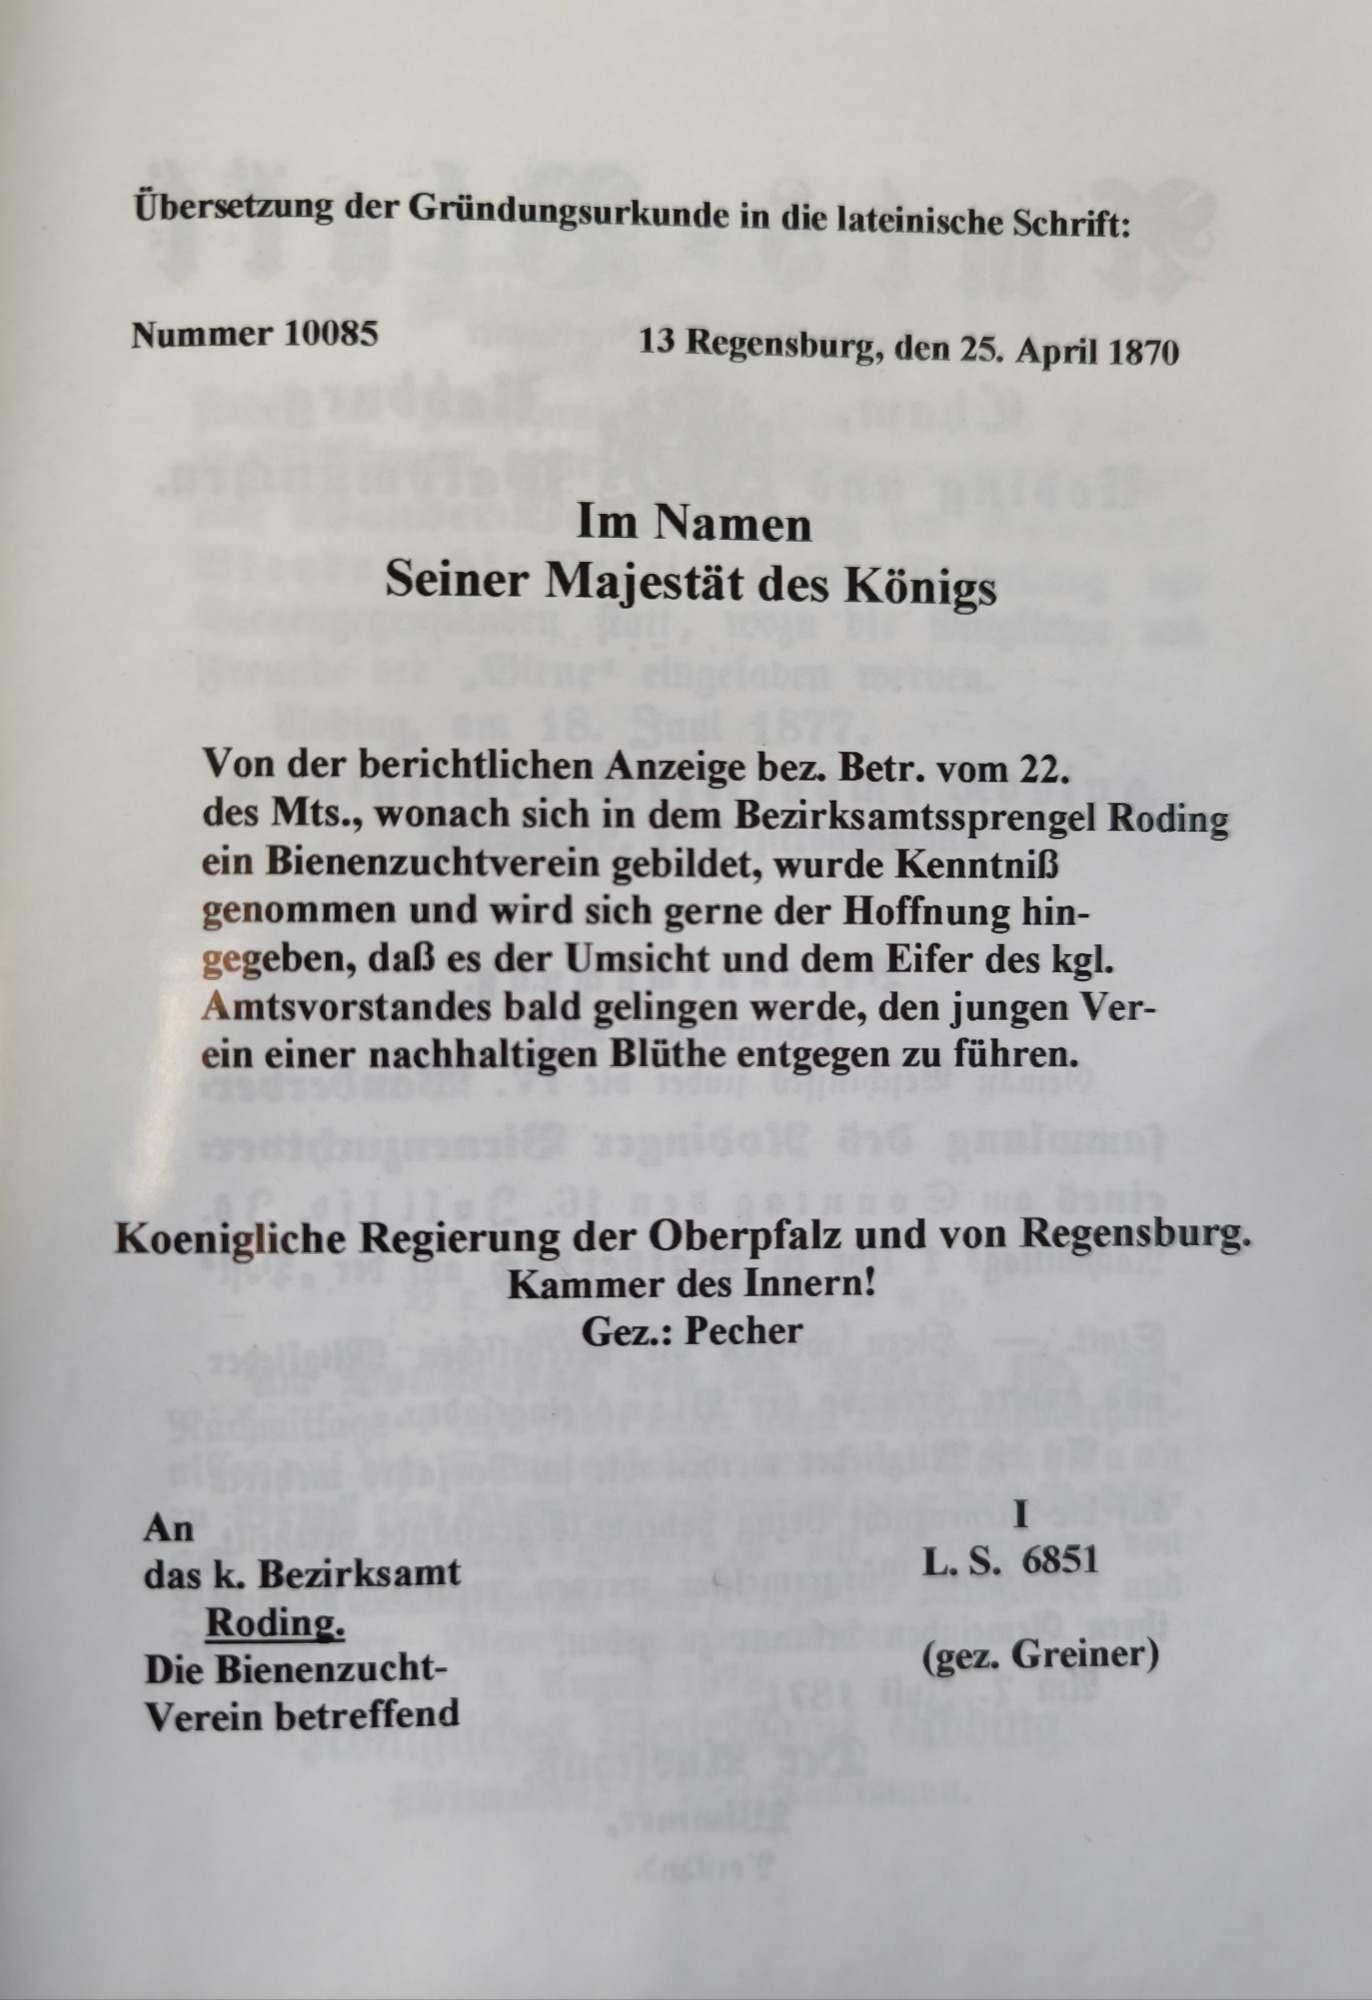 Übersetzung der Gründungsurkunde in die lateinische Schrift:
Nummer 10085
13 Regensburg, den 25. April 1870
Im Namen
Seiner Majestät des Königs
Von der berichtlichen Anzeige bez. Betr. vom 22.
des Mts., wonach sich in dem Bezirksamtssprengel Roding
ein Bienenzuchtverein gebildet, wurde Kenntniß
genommen und wird sich gerne der Hoffnung hin-
gegeben, daß es der Umsicht und dem Eifer des kgl.
Amtsvorstandes bald gelingen werde, den jungen Ver-
ein einer nachhaltigen Blüthe entgegen zu führen.
Koenigliche Regierung der Oberpfalz und von Regensburg.
Kammer des Innern!
Gez.: Pecher
An
das k. Bezirksamt
Roding.
Die Bienenzucht-
Verein betreffend
I
L. S. 6851
(gez. Greiner)